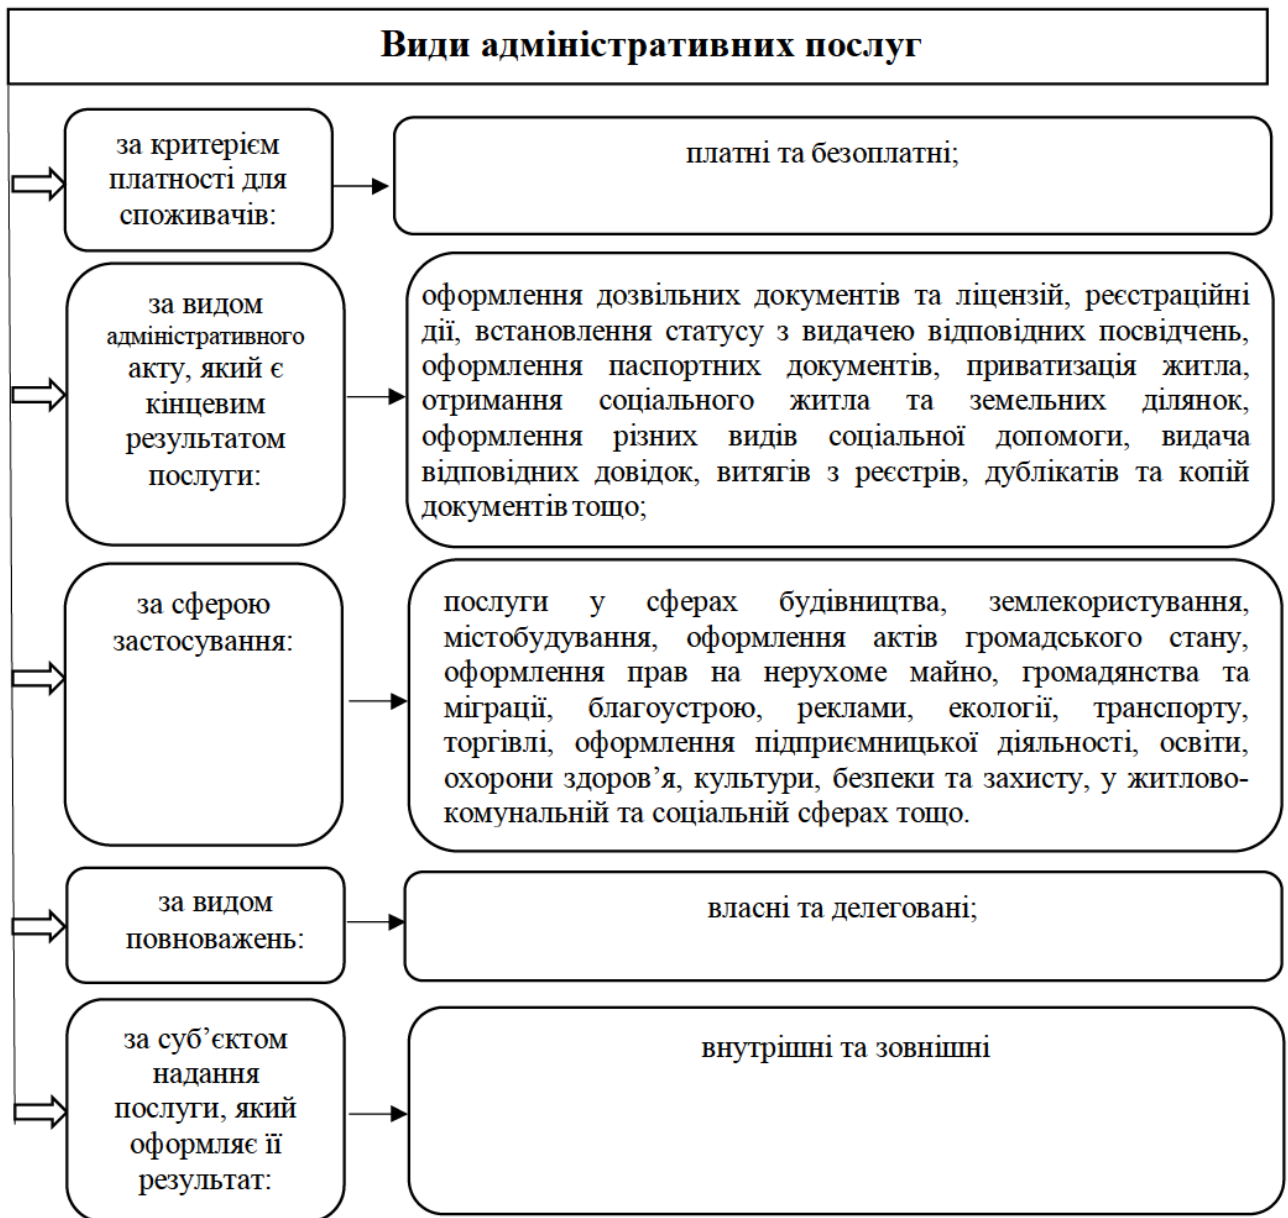 Види адміністративних послуг
за критерієм
платності для
споживачів:
платні та безоплатні;
за видом
адміністративного
акту, який є
кінцевим
результатом
послуги:
оформлення дозвільних документів та ліцензій, реєстраційні
дії, встановлення статусу з видачею відповідних посвідчень,
оформлення паспортних документів, приватизація житла,
отримання соціального житла та земельних ділянок,
оформлення різних видів соціальної допомоги, видача
відповідних довідок, витягів з реєстрів, дублікатів та копій
документів тощо;
за сферою
застосування:
послуги у сферах будівництва, землекористування,
містобудування, оформлення актів громадського стану,
оформлення прав на нерухоме майно, громадянства та
міграції, благоустрою, реклами, екології, транспорту,
торгівлі, оформлення підприємницької діяльності, освіти,
охорони здоров’я, культури, безпеки та захисту, у житлово-
комунальній та соціальній сферах тощо.
за видом
повноважень:
власні та делеговані;
за суб’єктом
надання
послуги, який
оформляє її
результат:
внутрішні та зовнішні